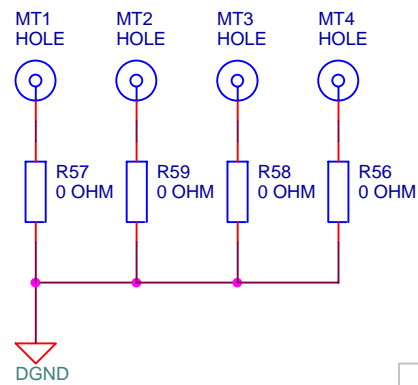 MT1
HOLE
MT2
HOLE
MT3
HOLE
MT4
HOLE
R57
0 OHM
R59
0 OHM
R58
0 OHM
R56
0 OHM
DGND